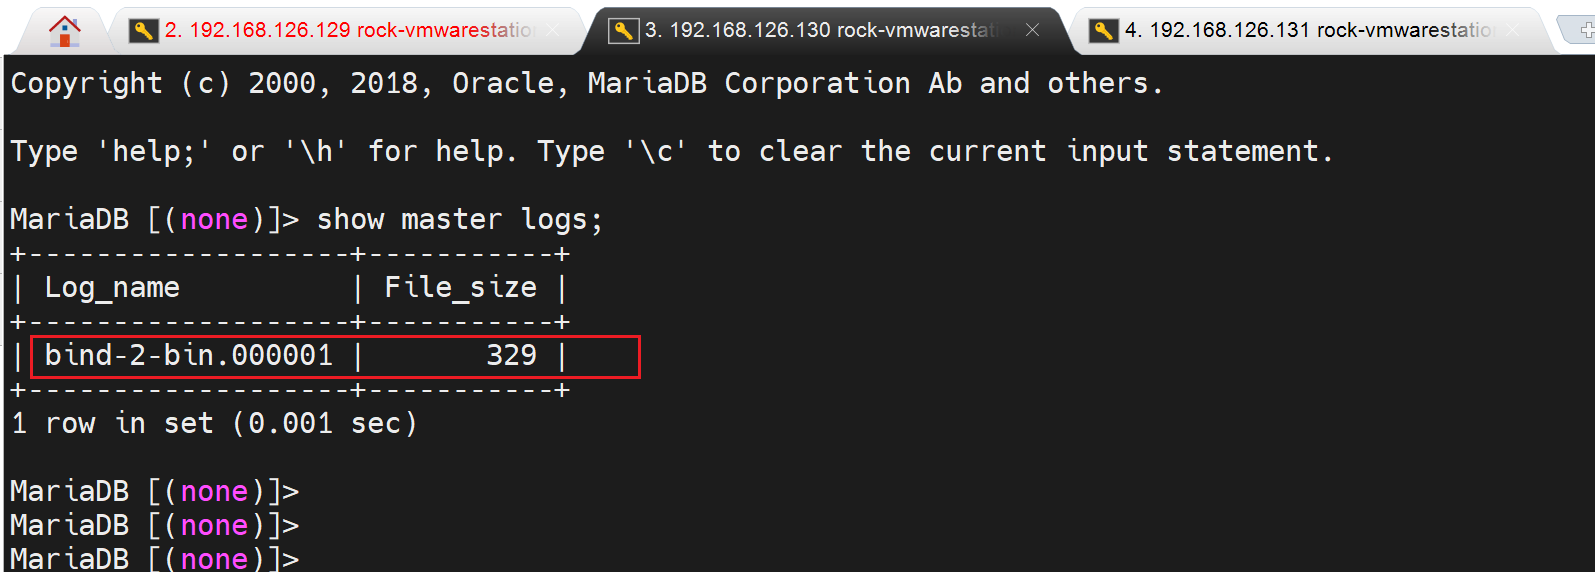 2. 192.168.126.129 rock-vmwarestatio
3. 192.168.126.130 rock-vmwarestati
4. 192.168.126.131 rock-vmwarestatio
Copyright (c) 2000, 2018, Oracle, MariaDB Corporation Ab and others.
Type 'help;' or '\h' for help. Type '\c' to clear the current input statement.
MariaDB [(none)]> show master logs;
+-------------------+-----------+
| Log_name          | File_size |
+-------------------+-----------+
| bind-2-bin.000001 |       329 |
+-------------------+-----------+
1 row in set (0.001 sec)
MariaDB [(none)]>
MariaDB [(none)]>
MariaDB [(none)]>